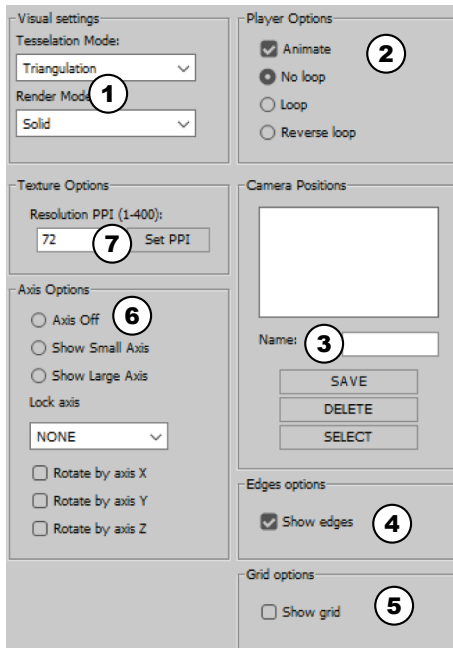 Visual settings
Tesselation Mode:
Triangulation
1
Render Mode
Solid
Player Options
Animate
2
No loop
Loop
Reverse loop
Texture Options
Resolution PPI (1-400):
72
7
Set PPI
Camera Positions
Name:
3
SAVE
DELETE
SELECT
Axis Options
Axis Off
6
Show Small Axis
Show Large Axis
Lock axis
NONE
Rotate by axis X
Rotate by axis Y
Rotate by axis Z
Edges options
Show edges
4
Grid options
Show grid
5